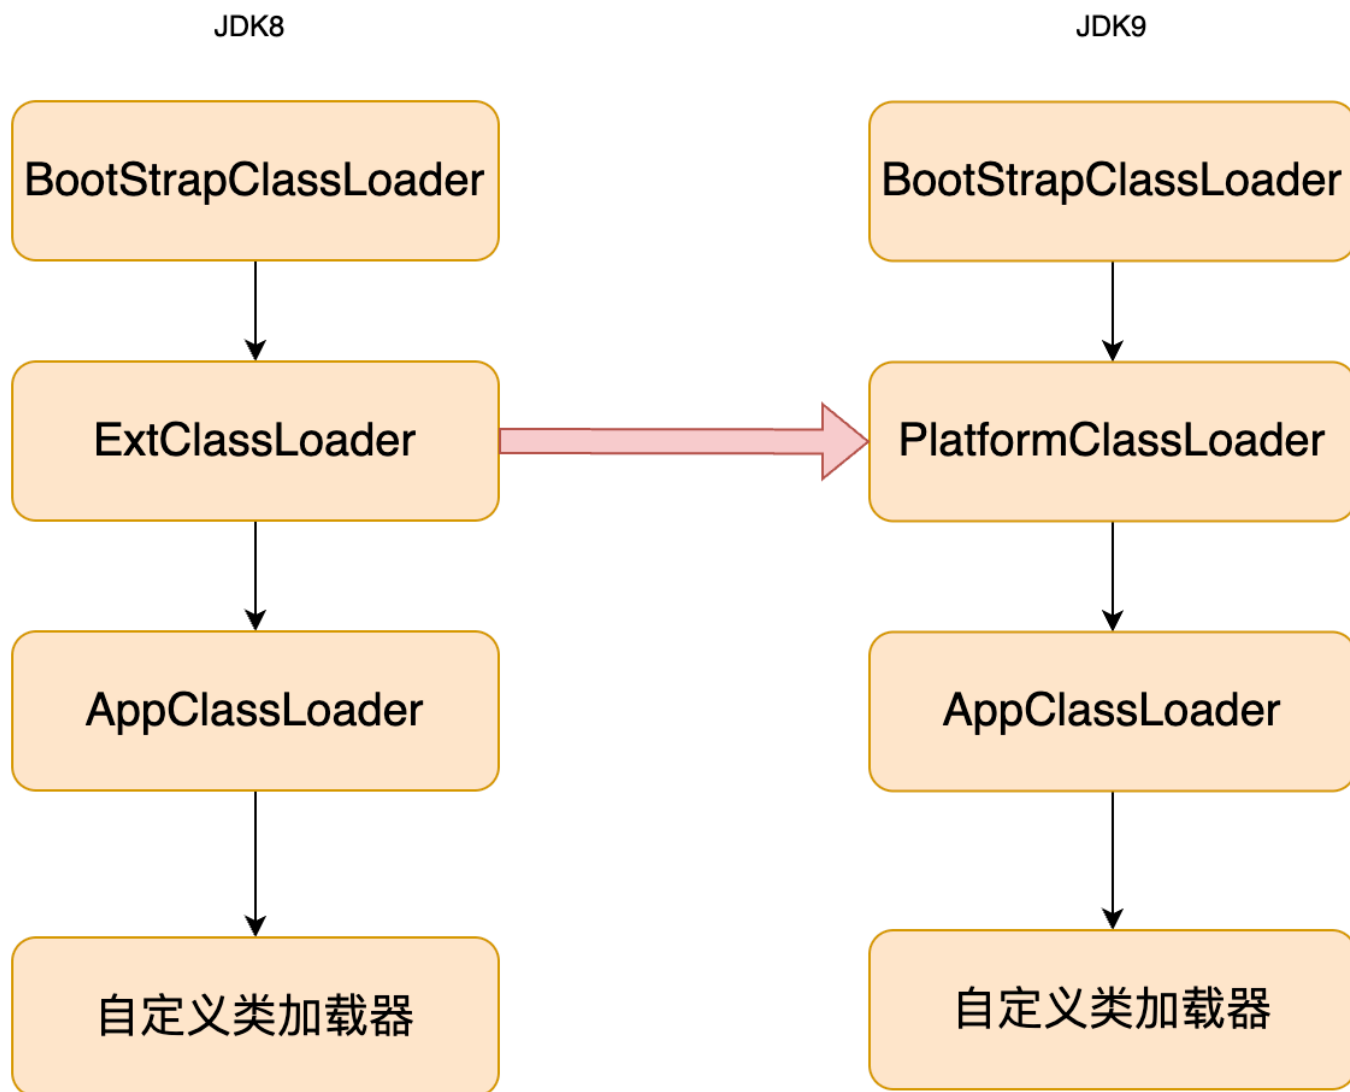 JDK8
JDK9
BootStrapClassLoader
BootStrapClassLoader
ExtClassLoader
PlatformClassLoader
AppClassLoader
AppClassLoader
自定义类加载器
自定义类加载器